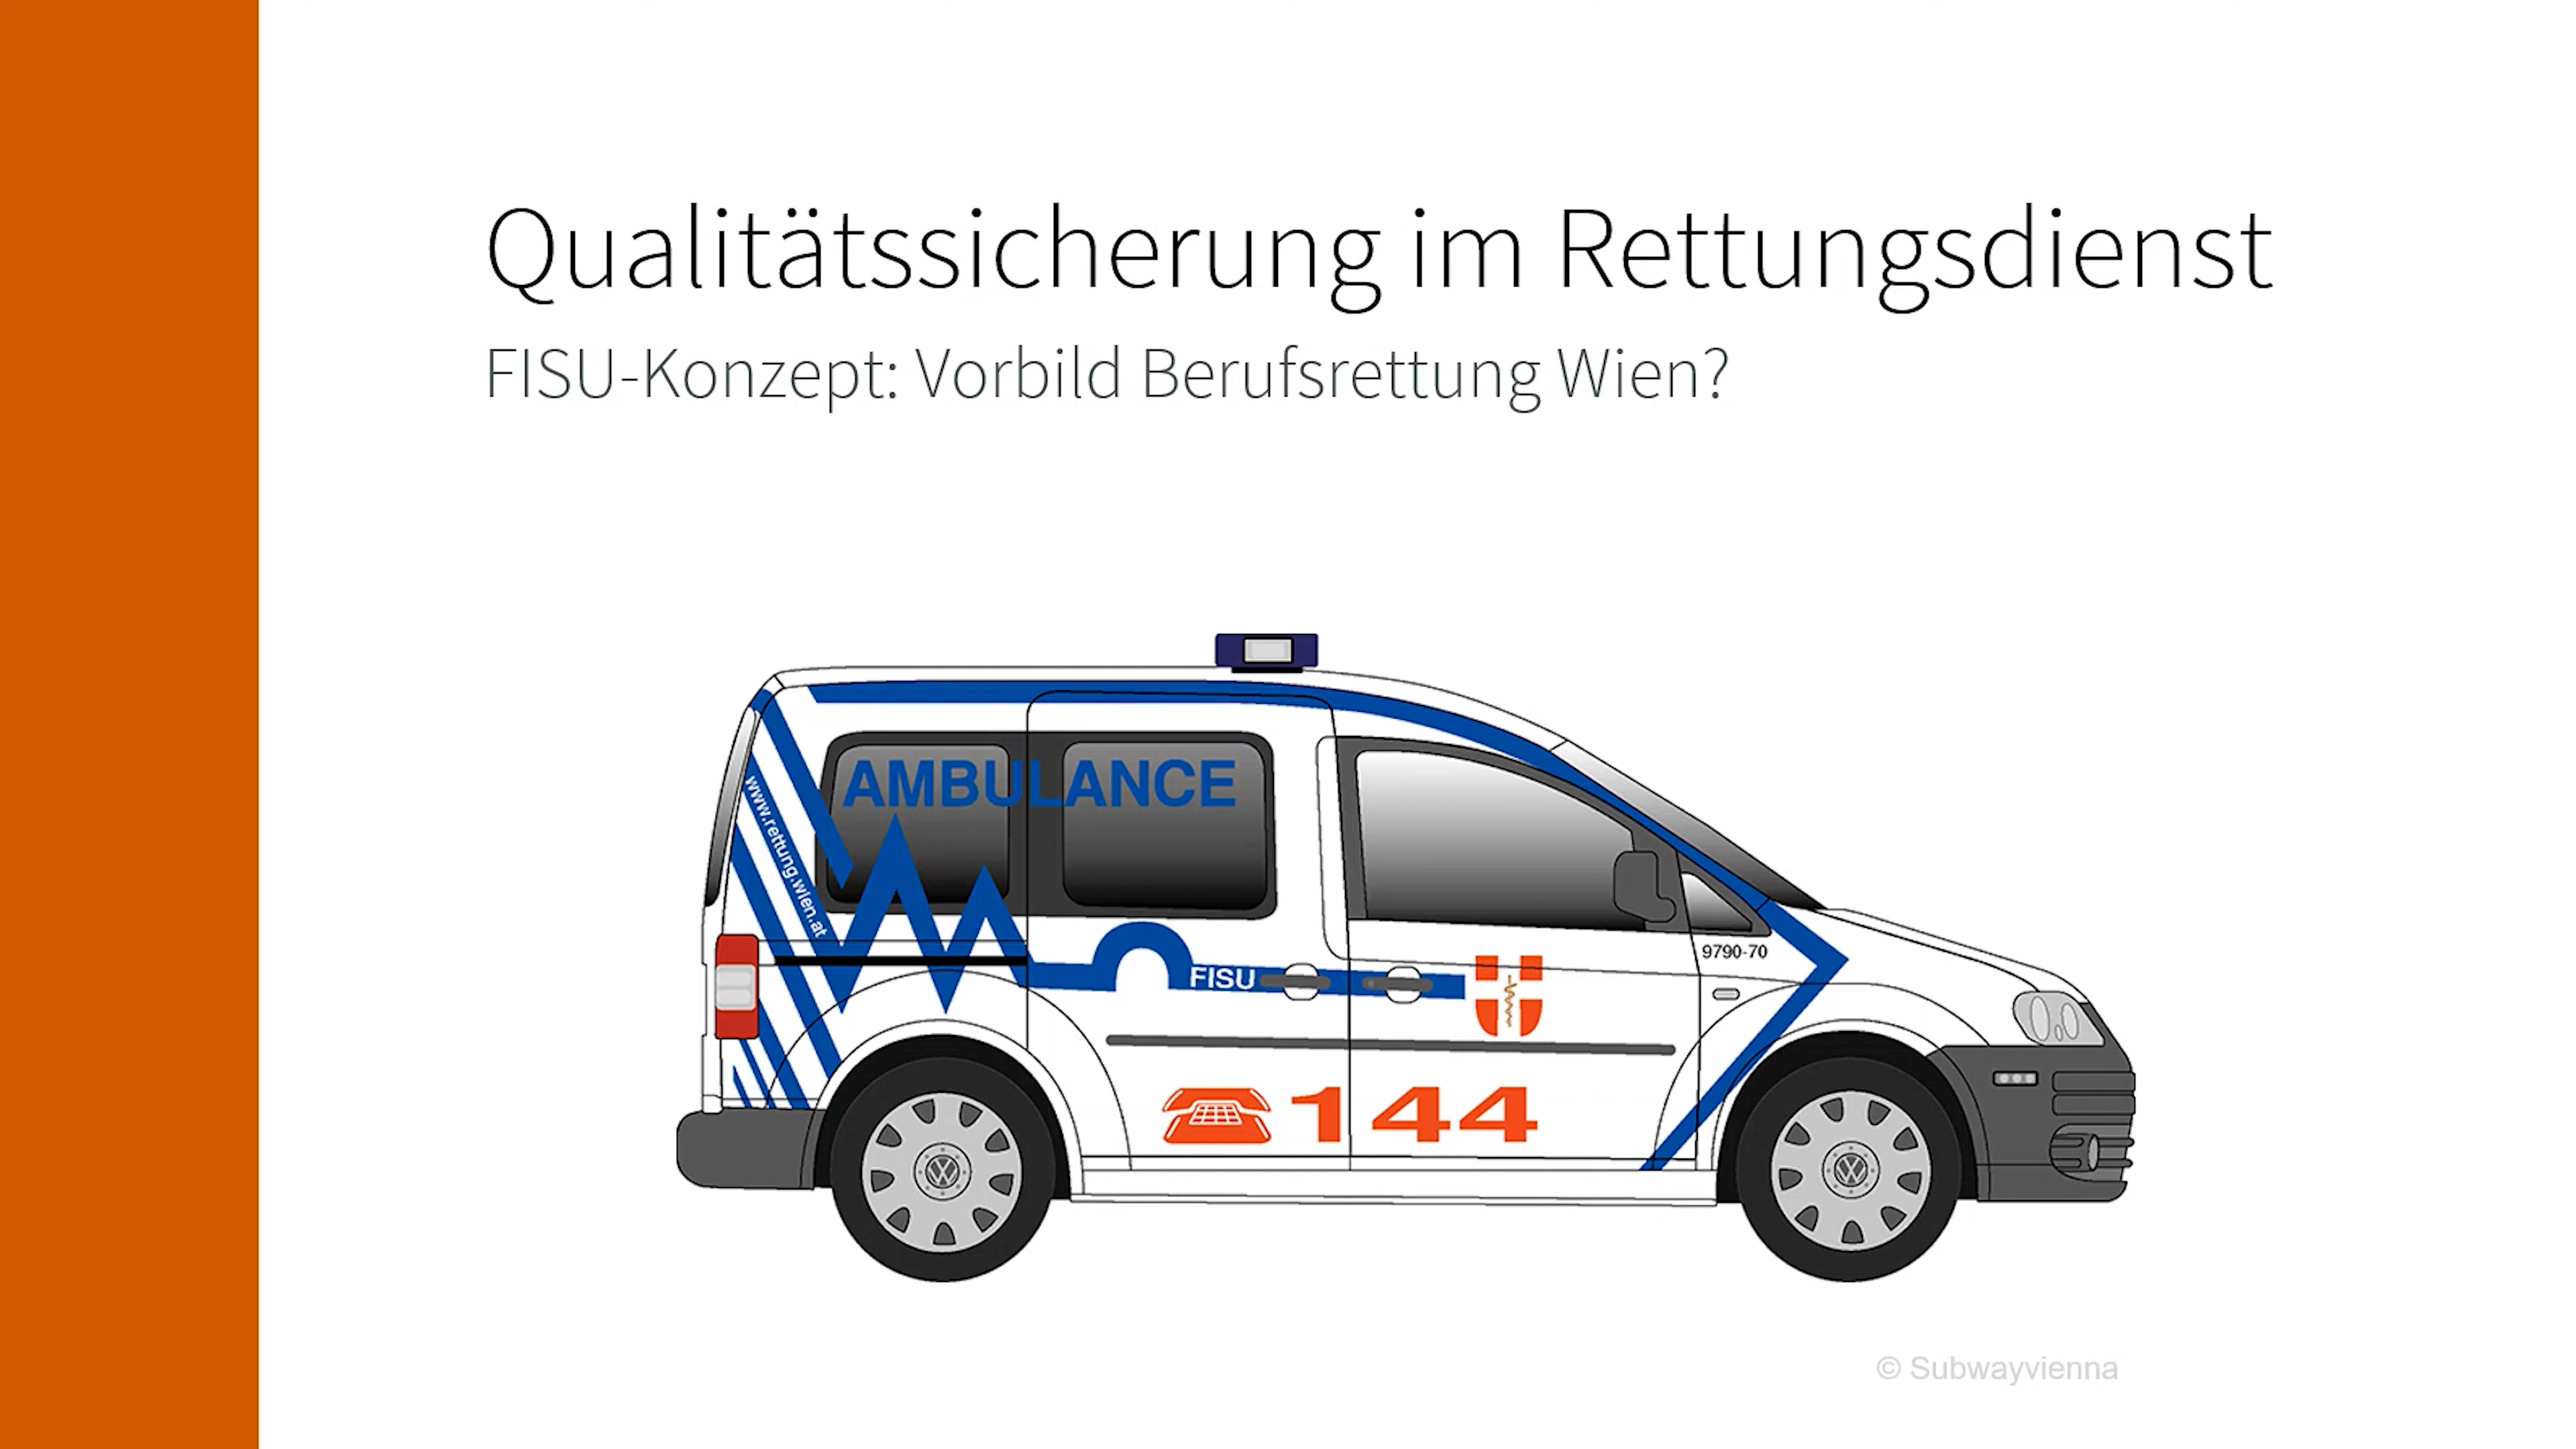 Qualitätssicherung im Rettungsdienst
FISU-Konzept: Vorbild Berufsrettung Wien?
AMBULANCE
www.rettung.wien.at
9790-70
FISU
144
© Subwayvienna